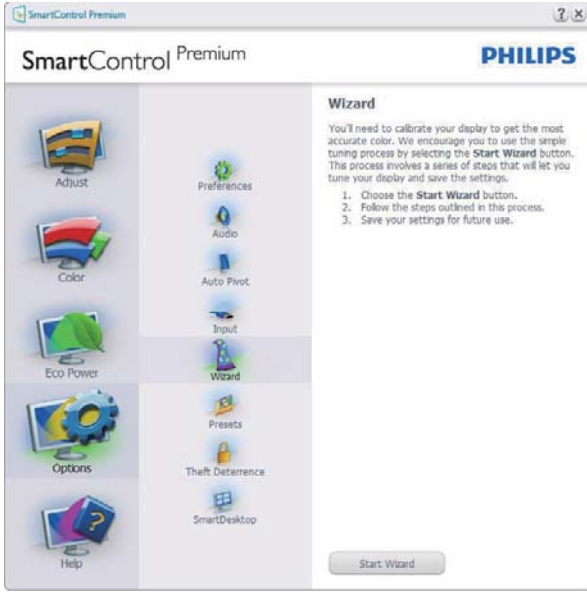 SmartControl Premium
? x
SmartControl Premium
PHILIPS
Adjust
Color
Eco Power
Options
Help
Preferences
Audio
Auto Pivot
Input
Wizard
Presets
Theft Deterrence
SmartDesktop
Wizard
You'll need to calibrate your display to get the most
accurate color. We encourage you to use the simple
tuning process by selecting the Start Wizard button.
This process involves a series of steps that will let you
tune your display and save the settings.
1. Choose the Start Wizard button.
2. Follow the steps outlined in this process.
3. Save your settings for future use.
Start Wizard